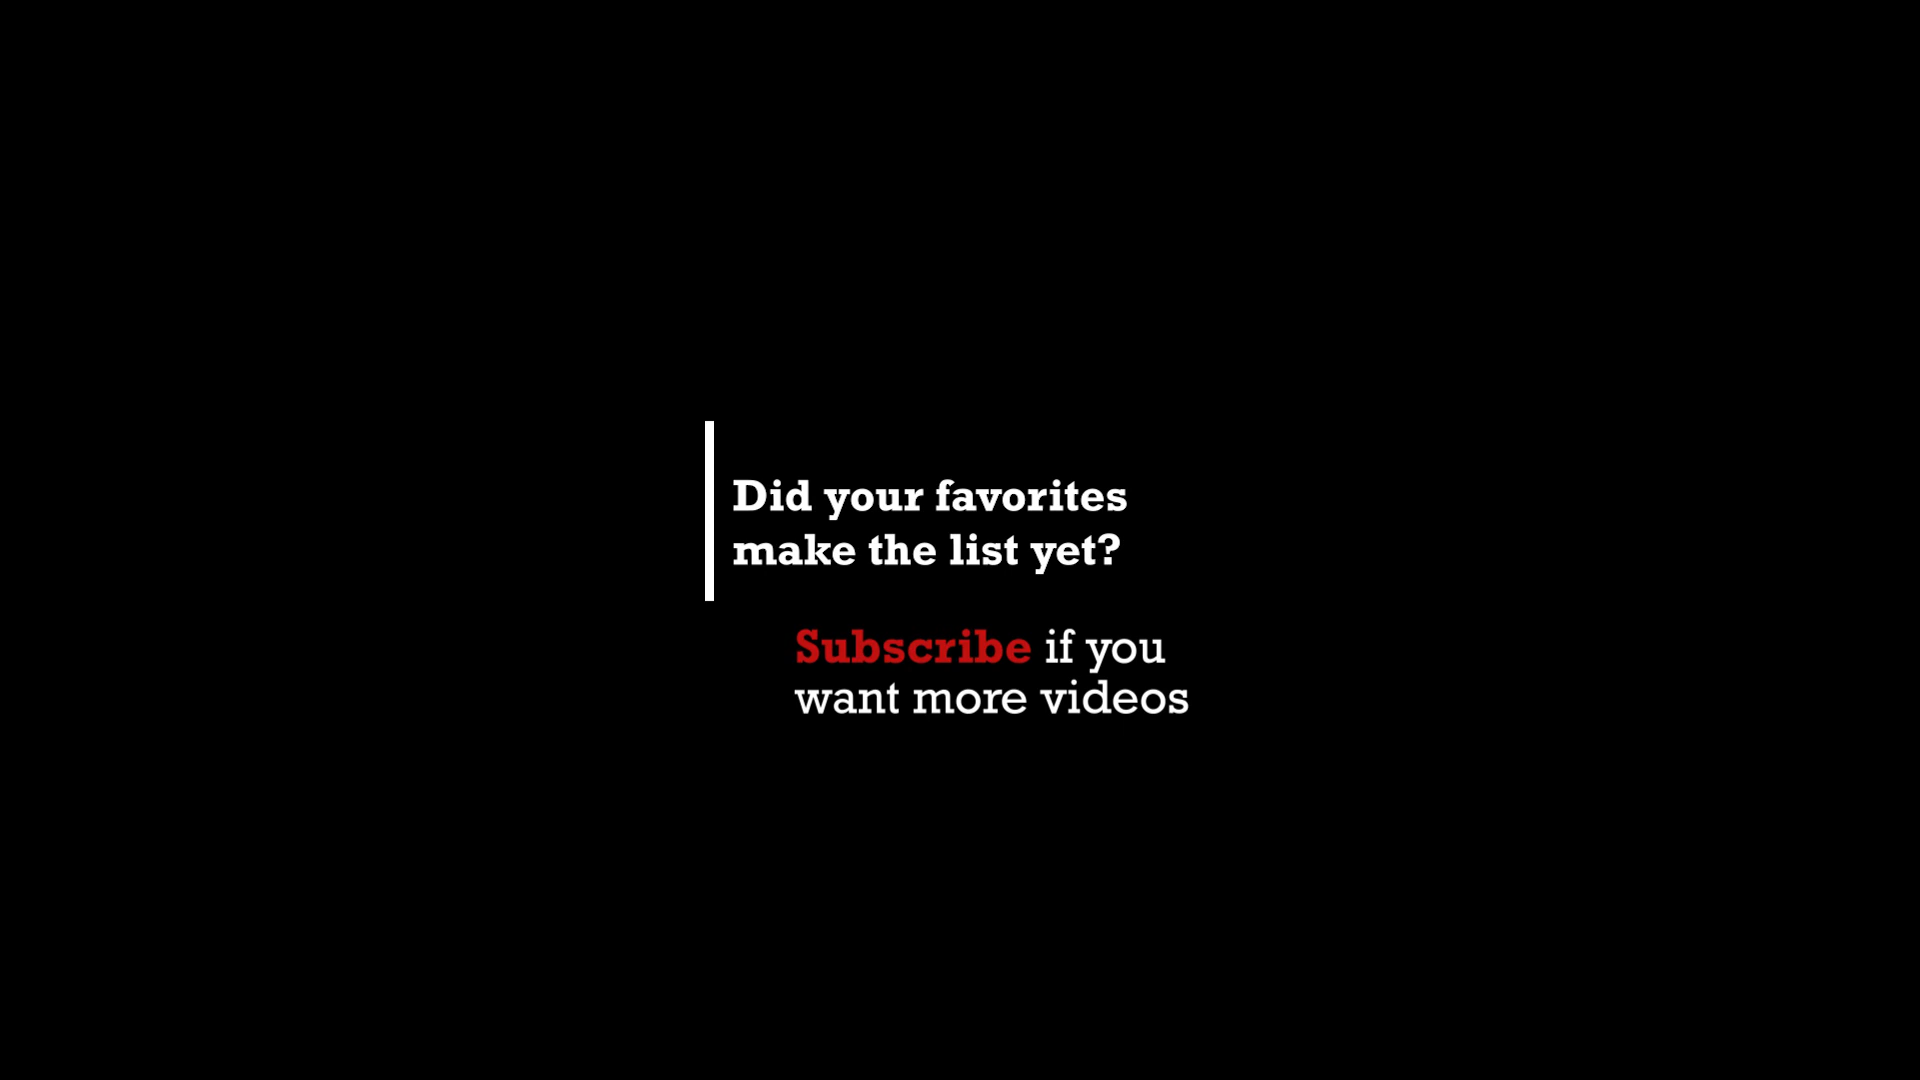 Did your favorites
make the list yet?
Subscribe if you
want more videos